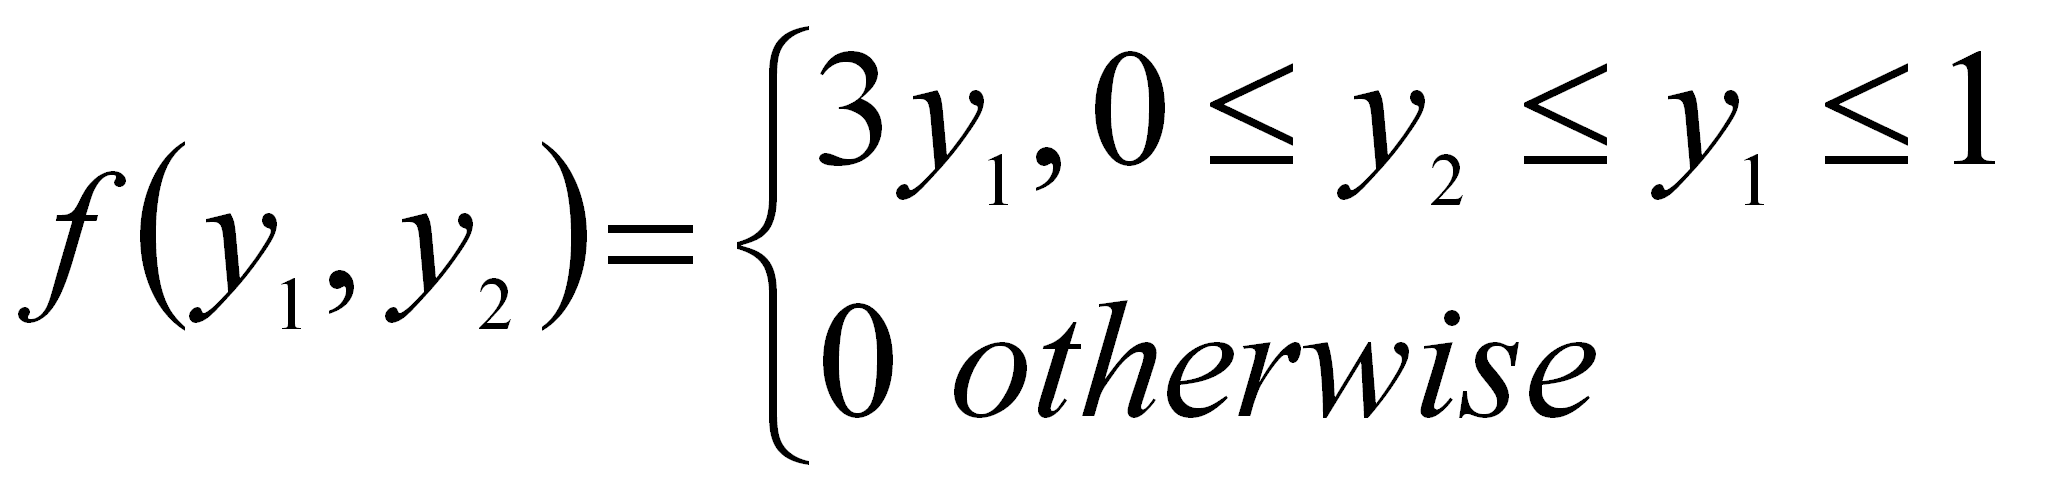 f(y₁, y₂) = { 3y₁, 0 ≤ y₂ ≤ y₁ ≤ 1
0 otherwise